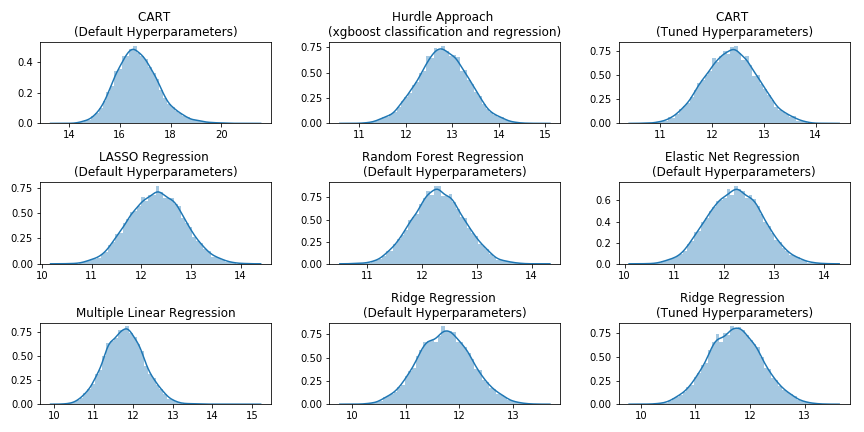 CART
(Default Hyperparameters)
0.4
0.2
0.0
14 16 18 20
Hurdle Approach
(xgboost classification and regression)
0.75
0.50
0.25
0.00
11 12 13 14 15
CART
(Tuned Hyperparameters)
0.75
0.50
0.25
0.00
11 12 13 14
LASSO Regression
(Default Hyperparameters)
0.75
0.50
0.25
0.00
10 11 12 13 14
Random Forest Regression
(Default Hyperparameters)
0.75
0.50
0.25
0.00
11 12 13 14
Elastic Net Regression
(Default Hyperparameters)
0.6
0.4
0.2
0.0
10 11 12 13 14
Multiple Linear Regression
0.75
0.50
0.25
0.00
10 11 12 13 14 15
Ridge Regression
(Default Hyperparameters)
0.75
0.50
0.25
0.00
10 11 12 13
Ridge Regression
(Tuned Hyperparameters)
0.75
0.50
0.25
0.00
10 11 12 13